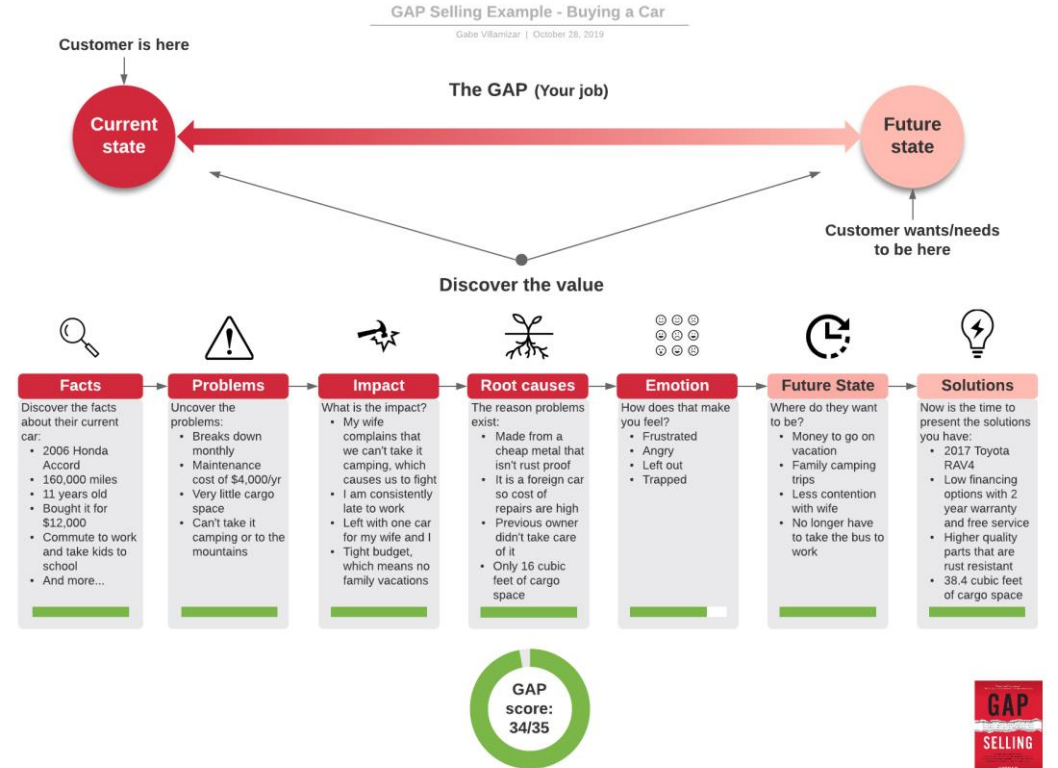 GAP Selling Example - Buying a Car
Gabe Villamizar | October 28, 2019
Customer is here
The GAP (Your job)
Current
state
Future
state
Customer wants/needs
to be here
Discover the value
Facts
Discover the facts
about their current
car:
• 2006 Honda
Accord
• 160,000 miles
• 11 years old
• Bought it for
$12,000
• Commute to work
and take kids to
school
• And more...
Problems
Uncover the
problems:
• Breaks down
monthly
• Maintenance
cost of $4,000/yr
• Very little cargo
space
• Can't take it
camping or to the
mountains
Impact
What is the impact?
• My wife
complains that
we can't take it
camping, which
causes us to fight
• I am consistently
late to work
• Left with one car
for my wife and I
• Tight budget,
which means no
family vacations
Root causes
The reason problems
exist:
• Made from a
cheap metal that
isn't rust proof
• It is a foreign car
so cost of
repairs are high
• Previous owner
didn't take care
of it
• Only 16 cubic
feet of cargo
space
Emotion
How does that make
you feel?
• Frustrated
• Angry
• Left out
• Trapped
Future State
Where do they want
to be?
• Money to go on
vacation
• Family camping
trips
• Less contention
with wife
• No longer have
to take the bus to
work
Solutions
Now is the time to
present the solutions
you have:
• 2017 Toyota
RAV4
• Low financing
options with 2
year warranty
and free service
• Higher quality
parts that are
rust resistant
• 38.4 cubic feet
of cargo space
GAP
score:
34/35
GAP
SELLING